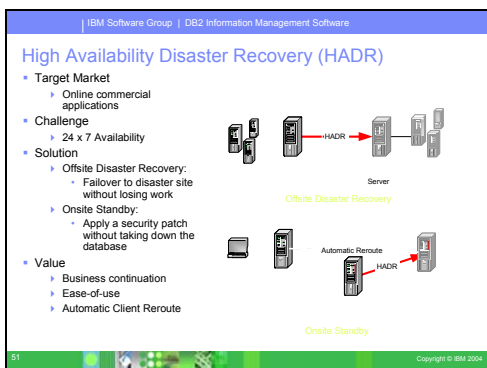 IBM Software Group | DB2 Information Management Software
High Availability Disaster Recovery (HADR)
Target Market
Online commercial
applications
Challenge
24 x 7 Availability
Solution
Offsite Disaster Recovery:
Failover to disaster site
without losing work
Onsite Standby:
Apply a security patch
without taking down the
database
Value
Business continuation
Ease-of-use
Automatic Client Reroute
HADR
Server
Offsite Disaster Recovery
Automatic Reroute
HADR
Onsite Standby
51
Copyright © IBM 2004